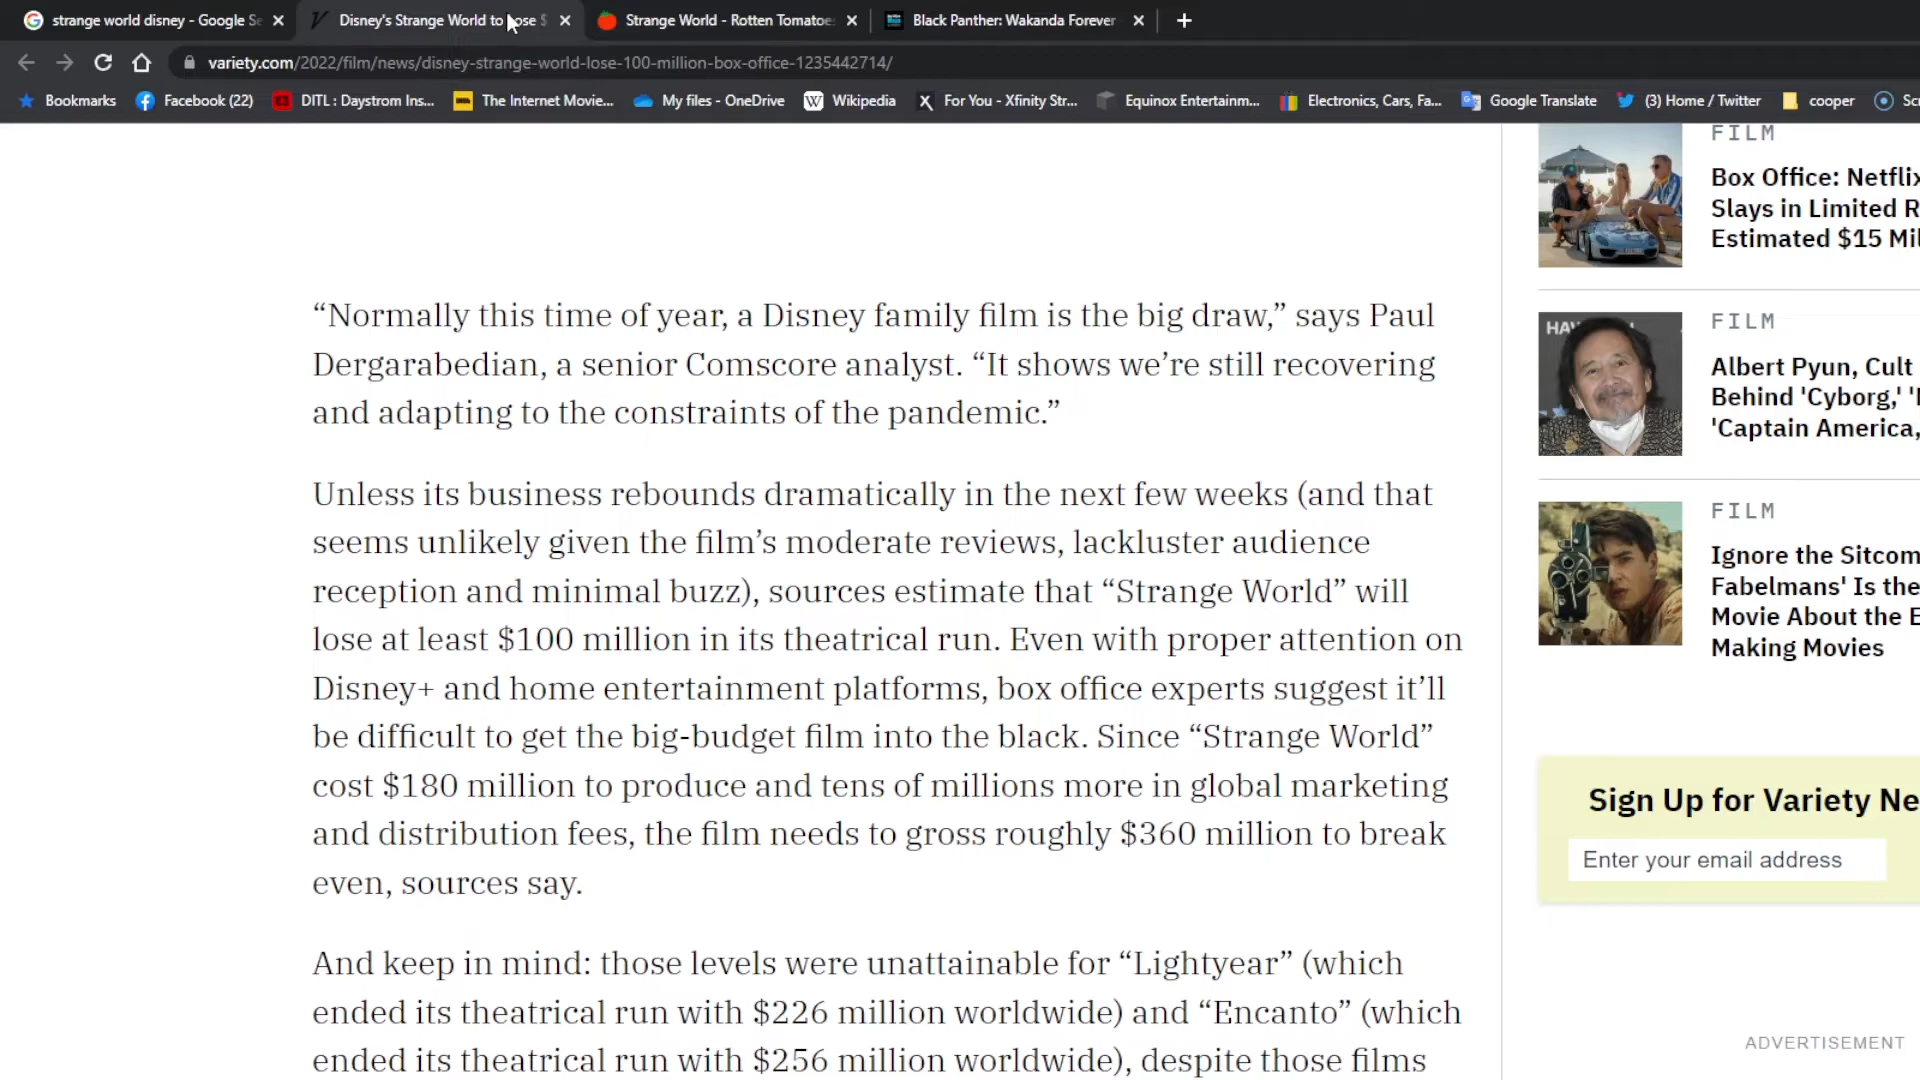 strange world disney - Google Se
Disney's Strange World to Lose $
Strange World - Rotten Tomatoe
Black Panther: Wakanda Forever
variety.com/2022/film/news/disney-strange-world-lose-100-million-box-office-1235442714/
Bookmarks
Facebook (22)
DITL : Daystrom Ins...
The Internet Movie...
My files - OneDrive
Wikipedia
For You - Xfinity Str...
Equinox Entertainm...
Electronics, Cars, Fa...
Google Translate
(3) Home / Twitter
cooper
Scr
“Normally this time of year, a Disney family film is the big draw,” says Paul
Dergarabedian, a senior Comscore analyst. “It shows we’re still recovering
and adapting to the constraints of the pandemic.”
Unless its business rebounds dramatically in the next few weeks (and that
seems unlikely given the film’s moderate reviews, lackluster audience
reception and minimal buzz), sources estimate that “Strange World” will
lose at least $100 million in its theatrical run. Even with proper attention on
Disney+ and home entertainment platforms, box office experts suggest it’ll
be difficult to get the big-budget film into the black. Since “Strange World”
cost $180 million to produce and tens of millions more in global marketing
and distribution fees, the film needs to gross roughly $360 million to break
even, sources say.
And keep in mind: those levels were unattainable for “Lightyear” (which
ended its theatrical run with $226 million worldwide) and “Encanto” (which
ended its theatrical run with $256 million worldwide), despite those films
FILM
Box Office: Netflix
Slays in Limited R
Estimated $15 Mil
FILM
Albert Pyun, Cult
Behind 'Cyborg,'
'Captain America,
FILM
Ignore the Sitcom
Fabelmans' Is the
Movie About the E
Making Movies
Sign Up for Variety Ne
Enter your email address
ADVERTISEMENT